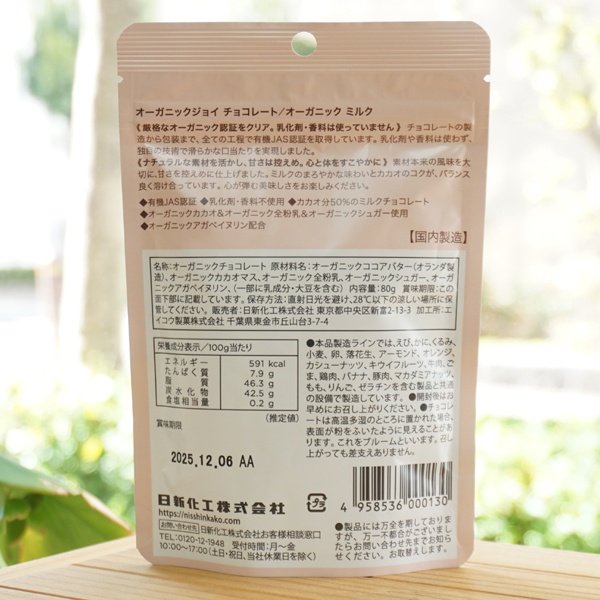 オーガニックジョイ チョコレート/オーガニック ミルク
《厳格なオーガニック認証をクリア。乳化剤・香料は使っていません》チョコレートの製
造から包装まで、全ての工程で有機JAS認証を取得しています。乳化剤や香料は使わず、
独自の技術で滑らかな口当たりを実現しました。
《ナチュラルな素材を活かし、甘さは控えめ。心と体をすこやかに》素材本来の風味を大
切に、甘さを控えめに仕上げました。ミルクのまろやかな味わいとカカオのコクが、バランス
良く溶け合っています。心が弾む美味しさをお楽しみください。
◆有機JAS認証 ◆乳化剤・香料不使用 ◆カカオ分50%のミルクチョコレート
◆オーガニックカカオ&オーガニック全粉乳&オーガニックシュガー使用
◆オーガニックアガベイヌリン配合
【国内製造】
名称:オーガニックチョコレート 原材料名:オーガニックココアバター(オランダ製
造)、オーガニックカカオマス、オーガニック全粉乳、オーガニックシュガー、オーガ
ニックアガベイヌリン、(一部に乳成分・大豆を含む) 内容量:80g 賞味期限:この
面下部に記載しています。保存方法:直射日光を避け、28℃以下の涼しい場所に保
管してください。販売者:日新化工株式会社 東京都中央区新富2-13-3 加工所:エ
イコウ製菓株式会社 千葉県東金市丘山台3-7-4
栄養成分表示/100g当たり
エネルギー 591 kcal
たんぱく質 7.9 g
脂質 46.3 g
炭水化物 42.5 g
食塩相当量 0.2 g
(推定値)
賞味期限
2025.12.06 AA
●本品製造ラインでは、えび、かに、くるみ、
小麦、卵、落花生、アーモンド、オレンジ、
カシューナッツ、キウイフルーツ、牛肉、ご
ま、鶏肉、バナナ、豚肉、マカダミアナッツ、
もも、りんご、ゼラチンを含む製品と共通
の設備で製造しています。●開封後はお
早めにお召し上がりください。●チョコレー
トは高温多湿のところに置かれた場合、
表面が粉をふいたように見えることがあ
ります。これをブルームといいます。召し
上がっても差支えありません。
日新化工株式会社
https://nisshinkako.com
お問い合わせ先 日新化工株式会社お客様相談窓口
TEL:0120-12-1948 受付時間:月〜金
10:00〜17:00(土・日・祝日、当社休業日を除く)
プラ
4 958536 000130
●製品には万全を期しておりま
すが、万一不都合がござい
ましたらお問い合わせ先までお知ら
せください。お取替えします。